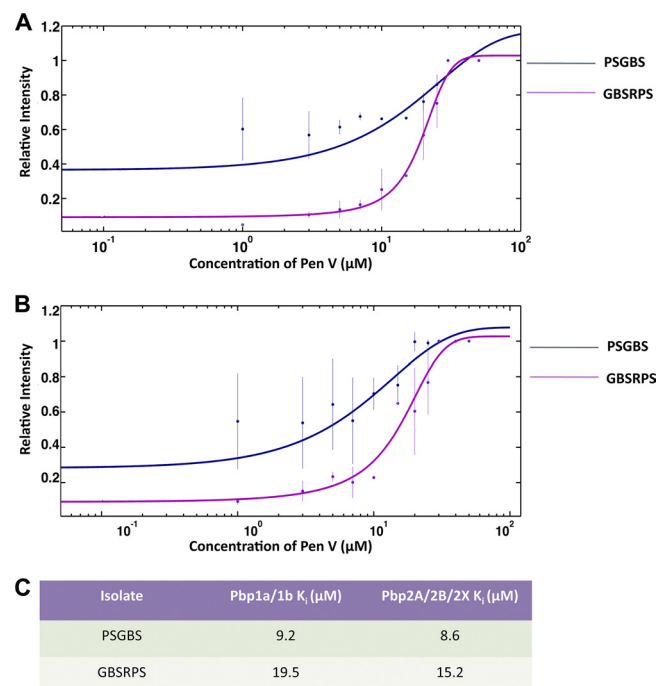 A
Relative Intensity
1.2
1
0.8
0.6
0.4
0.2
10⁻¹ 10⁰ 10¹ 10²
Concentration of Pen V (µM)
PSGBS
GBSRPS
B
Relative Intensity
1.2
1
0.8
0.6
0.4
0.2
10⁻¹ 10⁰ 10¹ 10²
Concentration of Pen V (µM)
PSGBS
GBSRPS
C
Isolate Pbp1a/1b Kᵢ (µM) Pbp2A/2B/2X Kᵢ (µM)
PSGBS 9.2 8.6
GBSRPS 19.5 15.2